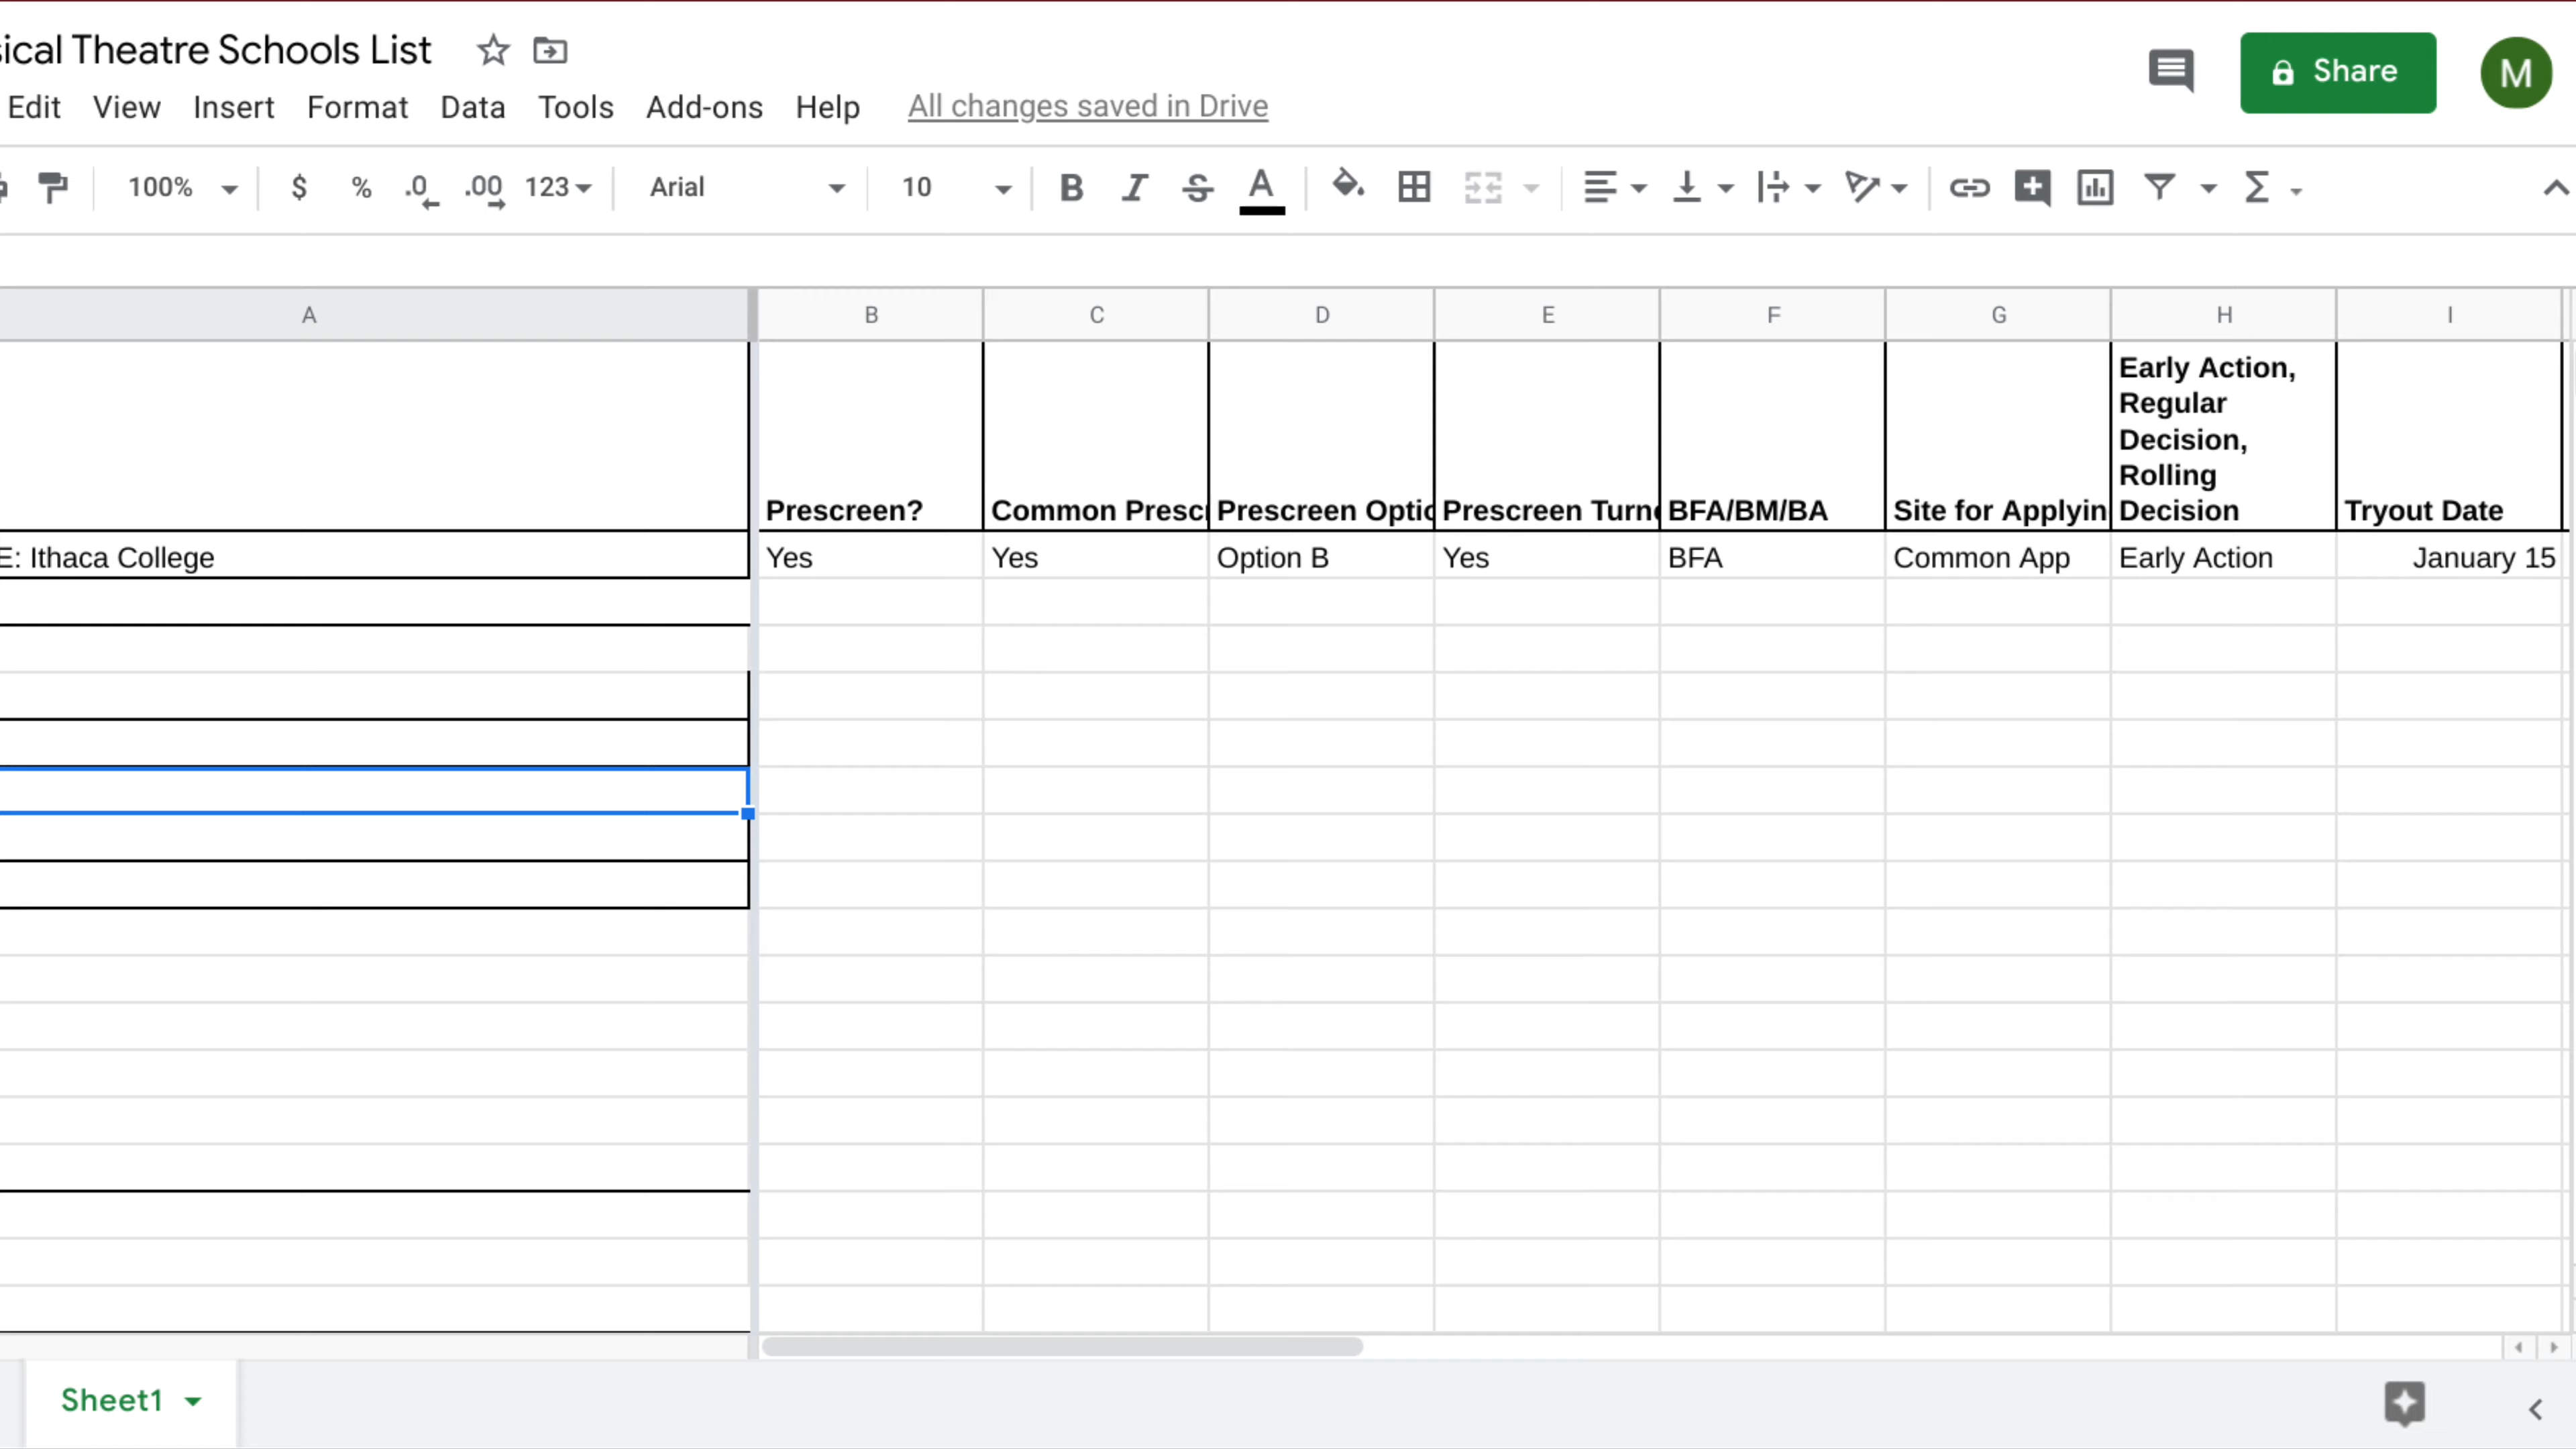 sical Theatre Schools List
Share
M
Edit View Insert Format Data Tools Add-ons Help All changes saved in Drive
100% $ % .0 .00 123 Arial 10 B I S A Σ
A B C D E F G H I
Early Action,
Regular
Decision,
Rolling
Prescreen? Common Prescr Prescreen Optic Prescreen Turne BFA/BM/BA Site for Applyin Decision Tryout Date
E: Ithaca College Yes Yes Option B Yes BFA Common App Early Action January 15
Sheet1